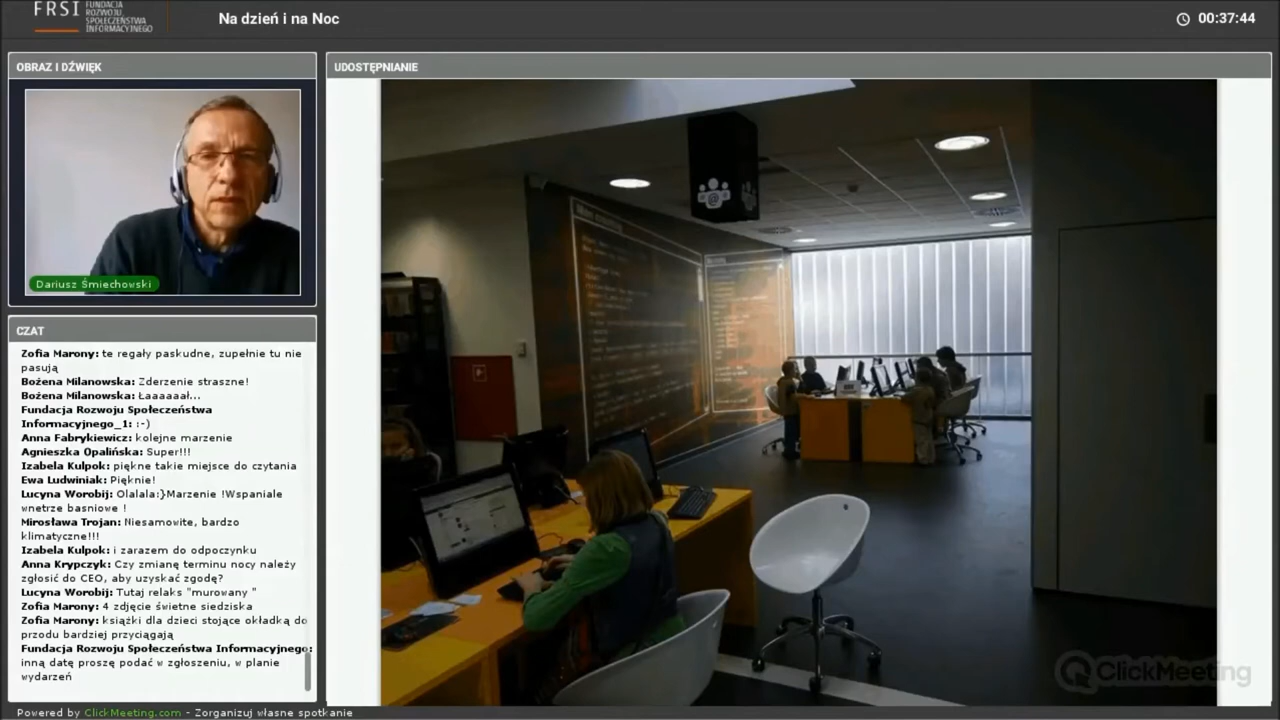 FRSI
FUNDACJA
ROZWOJU
SPOŁECZEŃSTWA
INFORMACYJNEGO
Na dzień i na Noc
00:37:44
OBRAZ I DŹWIĘK
UDOSTĘPNIANIE
Dariusz Śmiechowski
CZAT
Zofia Marony: te regały paskudne, zupełnie tu nie
pasują
Bożena Milanowska: Zderzenie straszne!
Bożena Milanowska: Łaaaaaał...
Fundacja Rozwoju Społeczeństwa
Informacyjnego_1: :-)
Anna Fabrykiewicz: kolejne marzenie
Agnieszka Opalińska: Super!!!
Izabela Kulpok: piękne takie miejsce do czytania
Ewa Ludwiniak: Pięknie!
Lucyna Worobij: Olalala:}Marzenie !Wspaniale
wnetrze basniowe !
Mirosława Trojan: Niesamowite, bardzo
klimatyczne!!!
Izabela Kulpok: i zarazem do odpoczynku
Anna Krypczyk: Czy zmianę terminu nocy należy
zgłosić do CEO, aby uzyskać zgodę?
Lucyna Worobij: Tutaj relaks "murowany "
Zofia Marony: 4 zdjęcie świetne siedziska
Zofia Marony: książki dla dzieci stojące okładką do
przodu bardziej przyciągają
Fundacja Rozwoju Społeczeństwa Informacyjnego:
inną datę proszę podać w zgłoszeniu, w planie
wydarzeń
ClickMeeting
Powered by ClickMeeting.com - Zorganizuj własne spotkanie